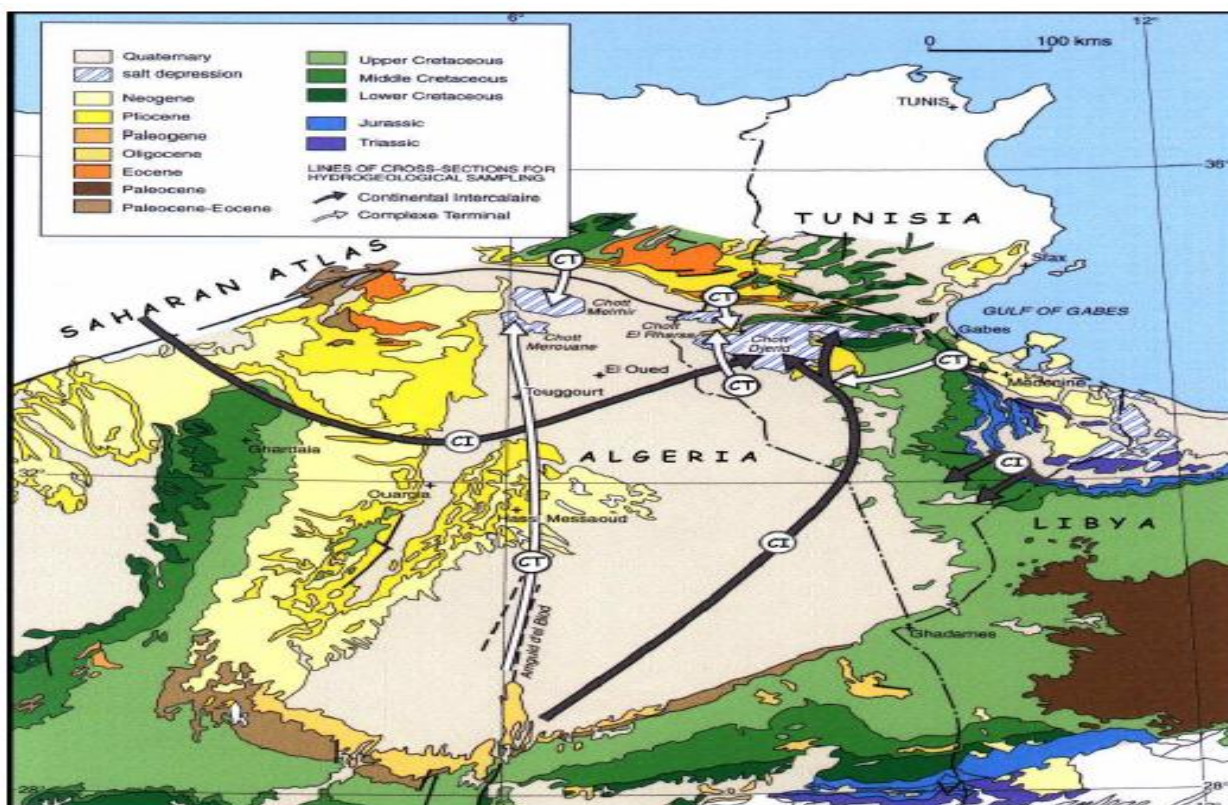 6°
12°
Quaternary
salt depression
Neogene
Pliocene
Paleogene
Oligocene
Eocene
Paleocene
Paleocene-Eocene
Upper Cretaceous
Middle Cretaceous
Lower Cretaceous
Jurassic
Triassic
LINES OF CROSS-SECTIONS FOR
HYDROGEOLOGICAL SAMPLING
Continental Intercalaire
Complexe Terminal
0 100 kms
TUNIS
36°
TUNISIA
SAHARAN ATLAS
CT
Sfax
Chott
Melrhir
CT
GULF OF GABES
Chott
El Rharsa
Gabes
Chott
Merouane
Chott
Djerid
CT
El Oued
CT
Medenine
Touggourt
CI
Ghardaia
ALGERIA
CI
32°
Ouargla
Hassi Messaoud
LIBYA
CI
CT
Amguid d'el Biod
Ghadames
28°
28°